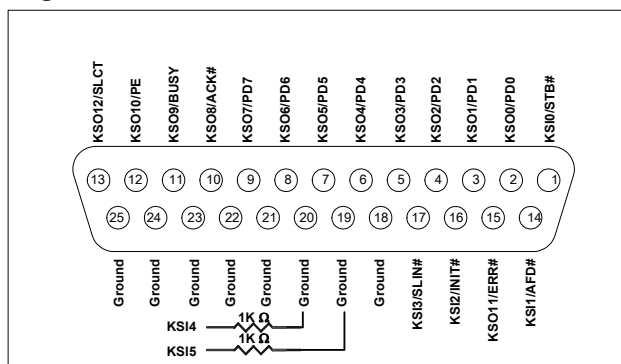 KSO12/SLCT
KSO10/PE
KSO9/BUSY
KSO8/ACK#
KSO7/PD7
KSO6/PD6
KSO5/PD5
KSO4/PD4
KSO3/PD3
KSO2/PD2
KSO1/PD1
KSO0/PD0
KSI0/STB#
13 12 11 10 9 8 7 6 5 4 3 2 1
25 24 23 22 21 20 19 18 17 16 15 14
Ground
Ground
Ground
Ground
Ground
Ground
Ground
Ground
KSI3/SLIN#
KSI2/INIT#
KSO11/ERR#
KSI1/AFD#
KSI4 1K Ω
KSI5 1K Ω